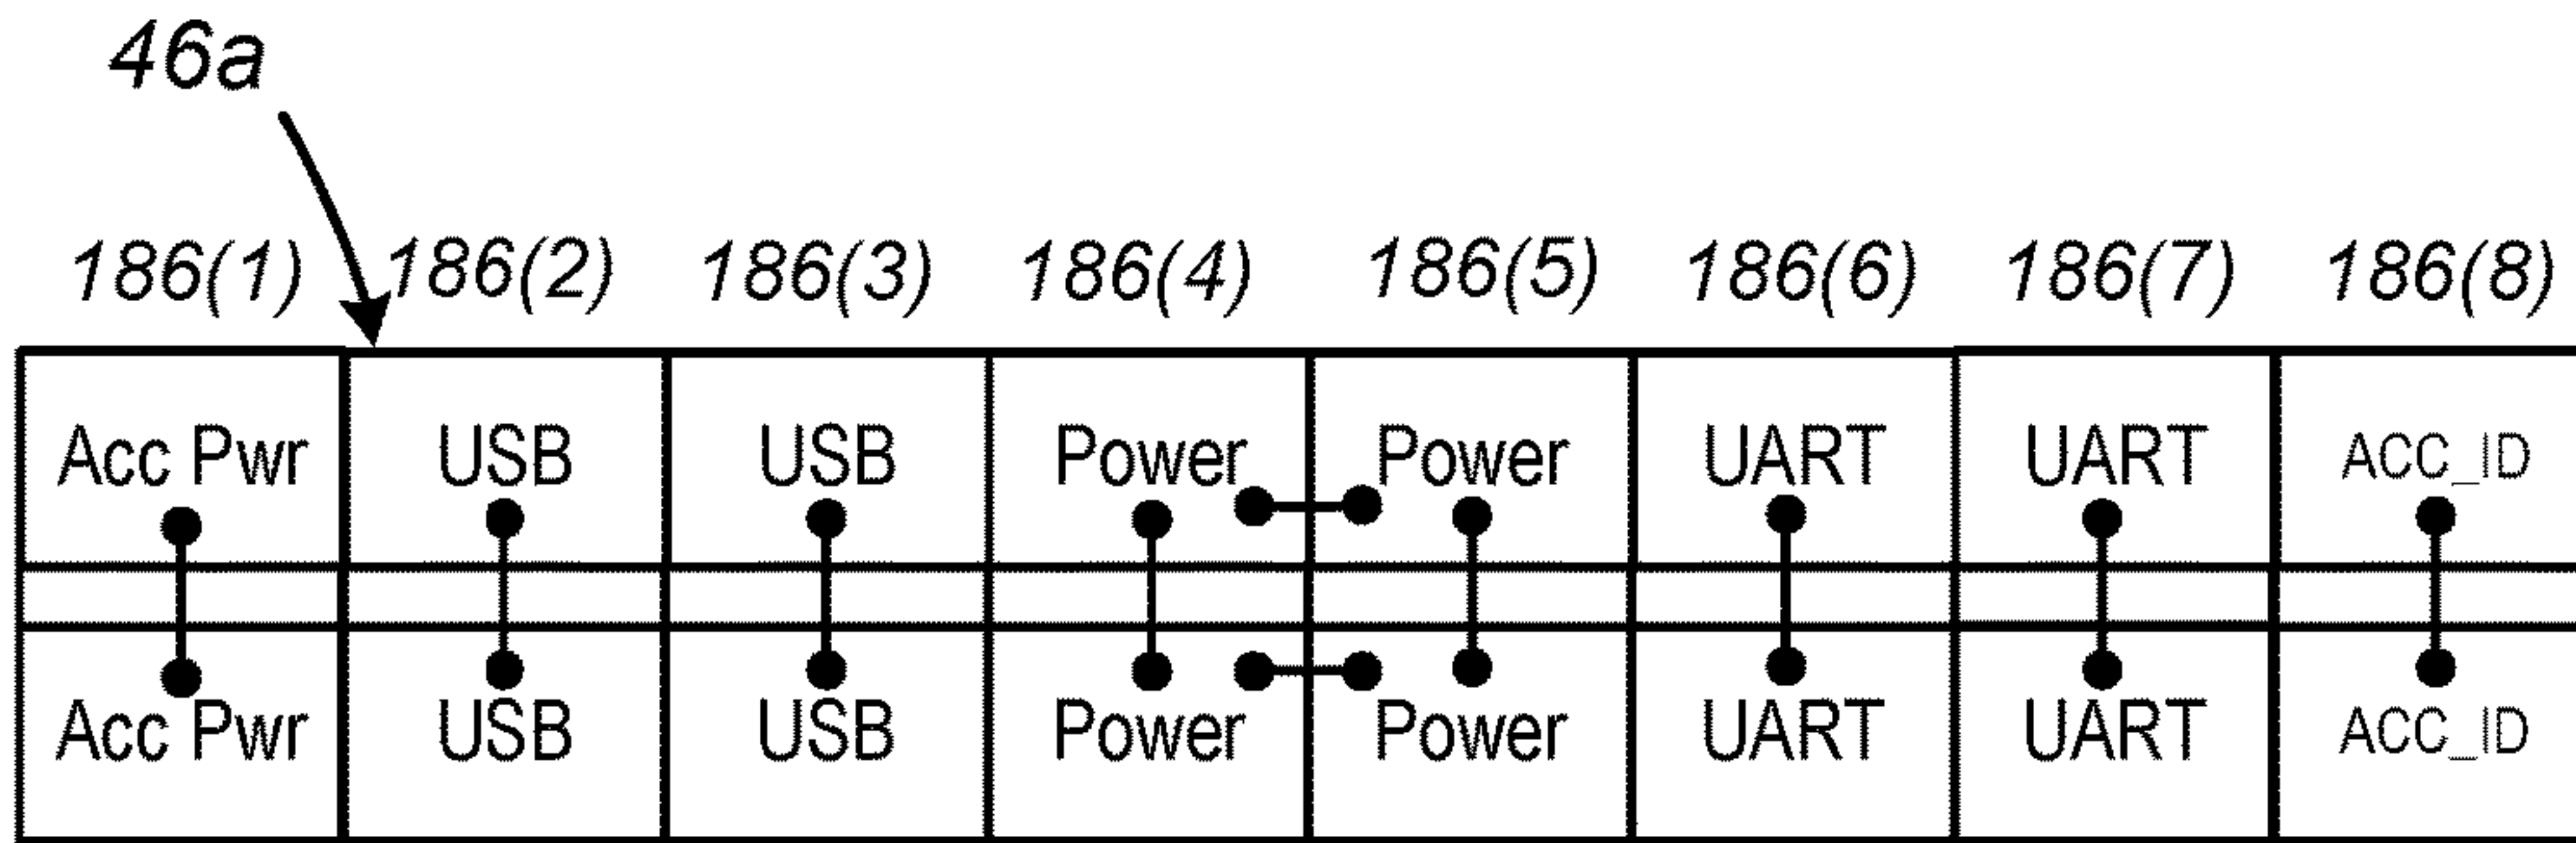 46a
186(1) 186(2) 186(3) 186(4) 186(5) 186(6) 186(7) 186(8)
Acc Pwr USB USB Power Power UART UART ACC_ID
Acc Pwr USB USB Power Power UART UART ACC_ID